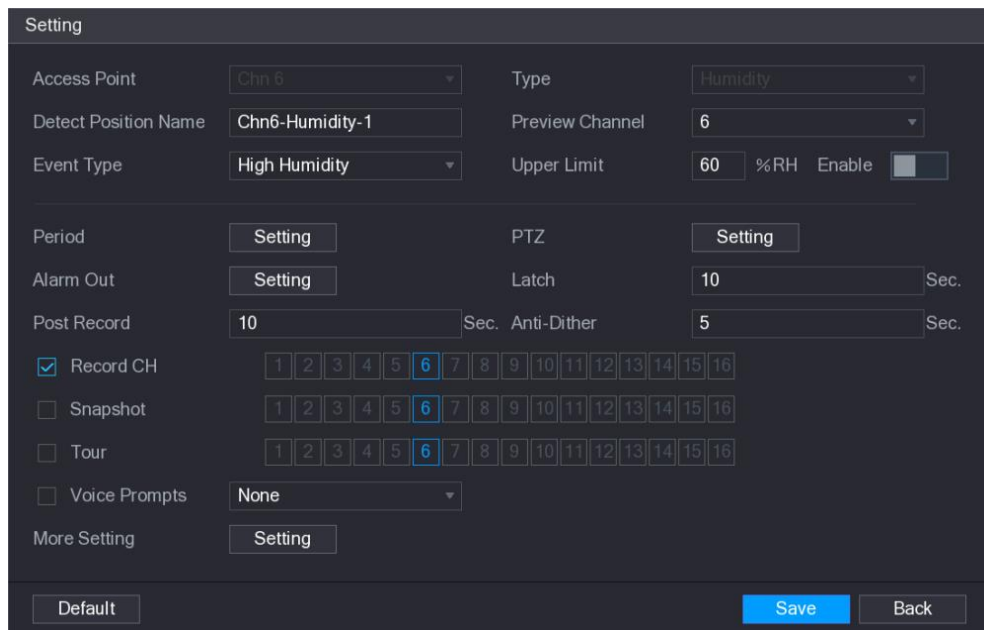 Setting
Access Point Chn 6 Type Humidity
Detect Position Name Chn6-Humidity-1 Preview Channel 6
Event Type High Humidity Upper Limit 60 %RH Enable
Period Setting PTZ Setting
Alarm Out Setting Latch 10 Sec.
Post Record 10 Sec. Anti-Dither 5 Sec.
Record CH 1 2 3 4 5 6 7 8 9 10 11 12 13 14 15 16
Snapshot 1 2 3 4 5 6 7 8 9 10 11 12 13 14 15 16
Tour 1 2 3 4 5 6 7 8 9 10 11 12 13 14 15 16
Voice Prompts None
More Setting Setting
Default Save Back